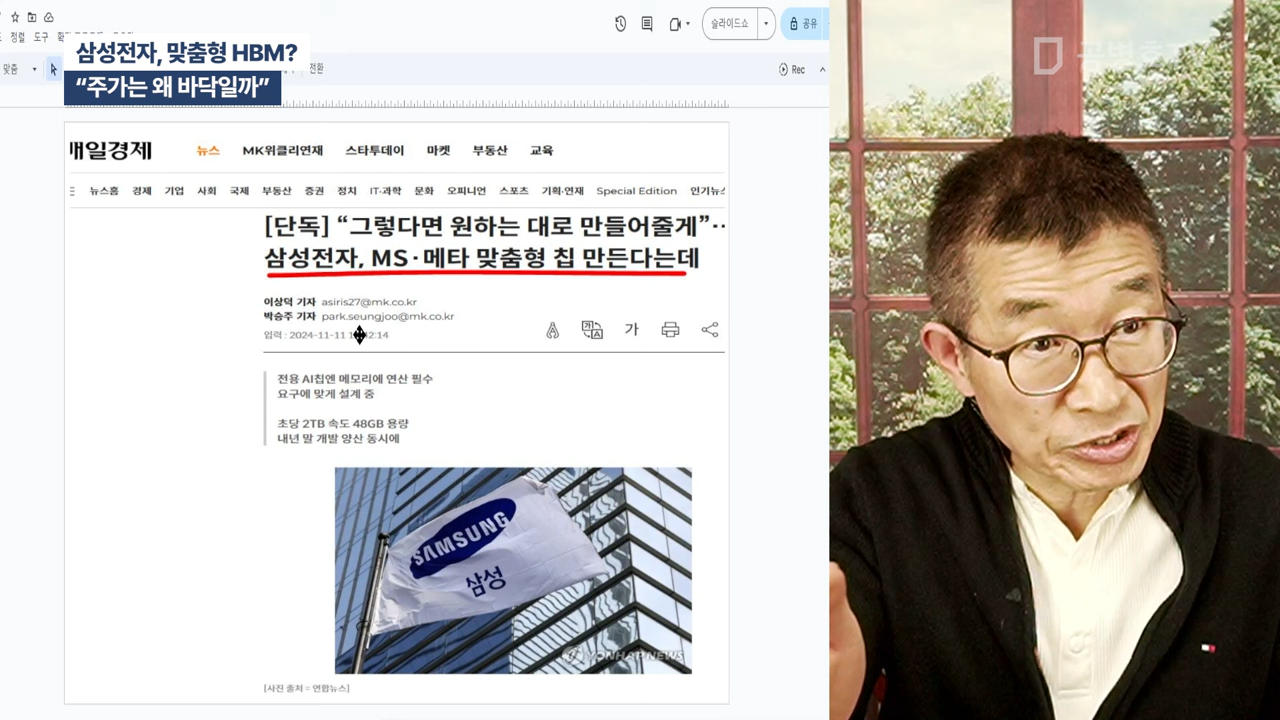 정렬 도구
슬라이드쇼
공유
삼성전자, 맞춤형 HBM?
“주가는 왜 바닥일까”
맞춤
전환
Rec
매일경제 뉴스 MK위클리연재 스타투데이 마켓 부동산 교육
뉴스홈 경제 기업 사회 국제 부동산 증권 정치 IT·과학 문화 오피니언 스포츠 기획·연재 Special Edition 인기뉴스
[단독] “그렇다면 원하는 대로 만들어줄게”··
삼성전자, MS·메타 맞춤형 칩 만든다는데
이상덕 기자 asiris27@mk.co.kr
박승주 기자 park.seungjoo@mk.co.kr
입력 : 2024-11-11
가
전용 AI칩엔 메모리에 연산 필수
요구에 맞게 설계 중
초당 2TB 속도 48GB 용량
내년 말 개발 양산 동시에
SAMSUNG
삼성
YONHAPNEWS
[사진 출처 = 연합뉴스]